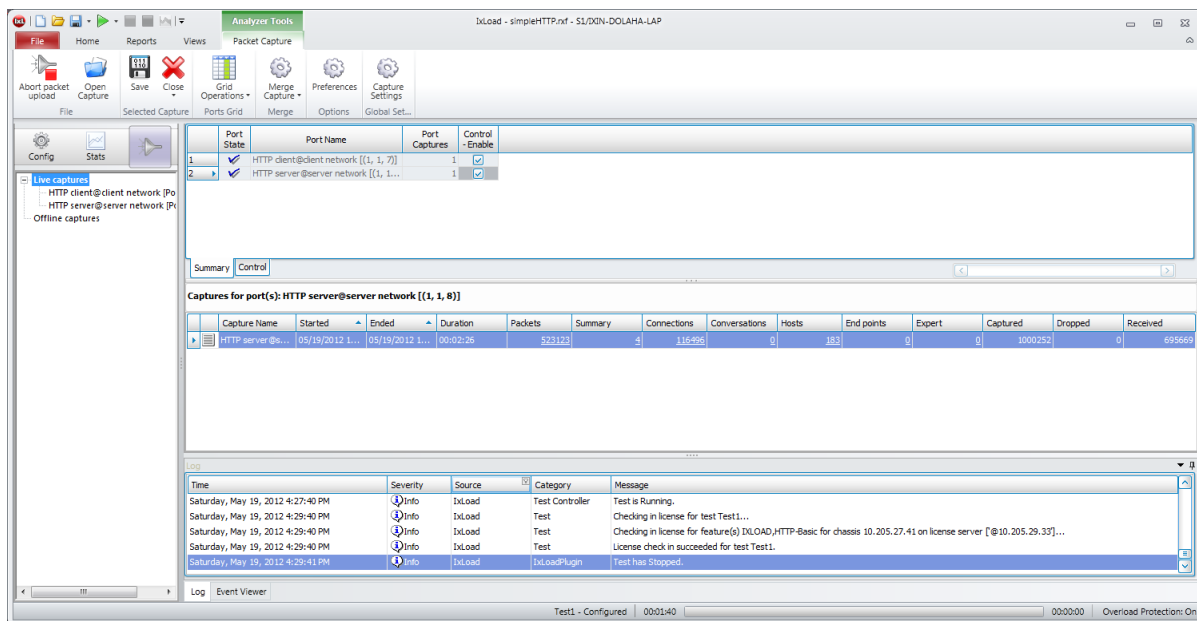 IxLoad - simpleHTTP.rxf - S1/IXIN-DOLAHA-LAP
Analyzer Tools
File Home Reports Views Packet Capture
Abort packet upload
Open Capture
Save
Close
Grid Operations
Merge Capture
Preferences
Capture Settings
File Selected Capture Ports Grid Merge Options Global Set...
Config Stats
Live captures
HTTP client@client network [Po
HTTP server@server network [Po
Offline captures
Port State Port Name Port Captures Control - Enable
1 HTTP client@client network [(1, 1, 7)] 1
2 HTTP server@server network [(1, 1... 1
Summary Control
Captures for port(s): HTTP server@server network [(1, 1, 8)]
Capture Name Started Ended Duration Packets Summary Connections Conversations Hosts End points Expert Captured Dropped Received
HTTP server@s... 05/19/2012 1... 05/19/2012 1... 00:02:26 523123 4 116496 0 183 0 0 1000252 0 695669
Log
Time Severity Source Category Message
Saturday, May 19, 2012 4:27:40 PM Info IxLoad Test Controller Test is Running.
Saturday, May 19, 2012 4:29:40 PM Info IxLoad Test Checking in license for test Test1...
Saturday, May 19, 2012 4:29:40 PM Info IxLoad Test Checking in license for feature(s) IXLOAD,HTTP-Basic for chassis 10.205.27.41 on license server ['@10.205.29.33']...
Saturday, May 19, 2012 4:29:40 PM Info IxLoad Test License check in succeeded for test Test1.
Saturday, May 19, 2012 4:29:41 PM Info IxLoad IxLoadPlugin Test has Stopped.
Log Event Viewer
Test1 - Configured 00:01:40 00:00:00 Overload Protection: On